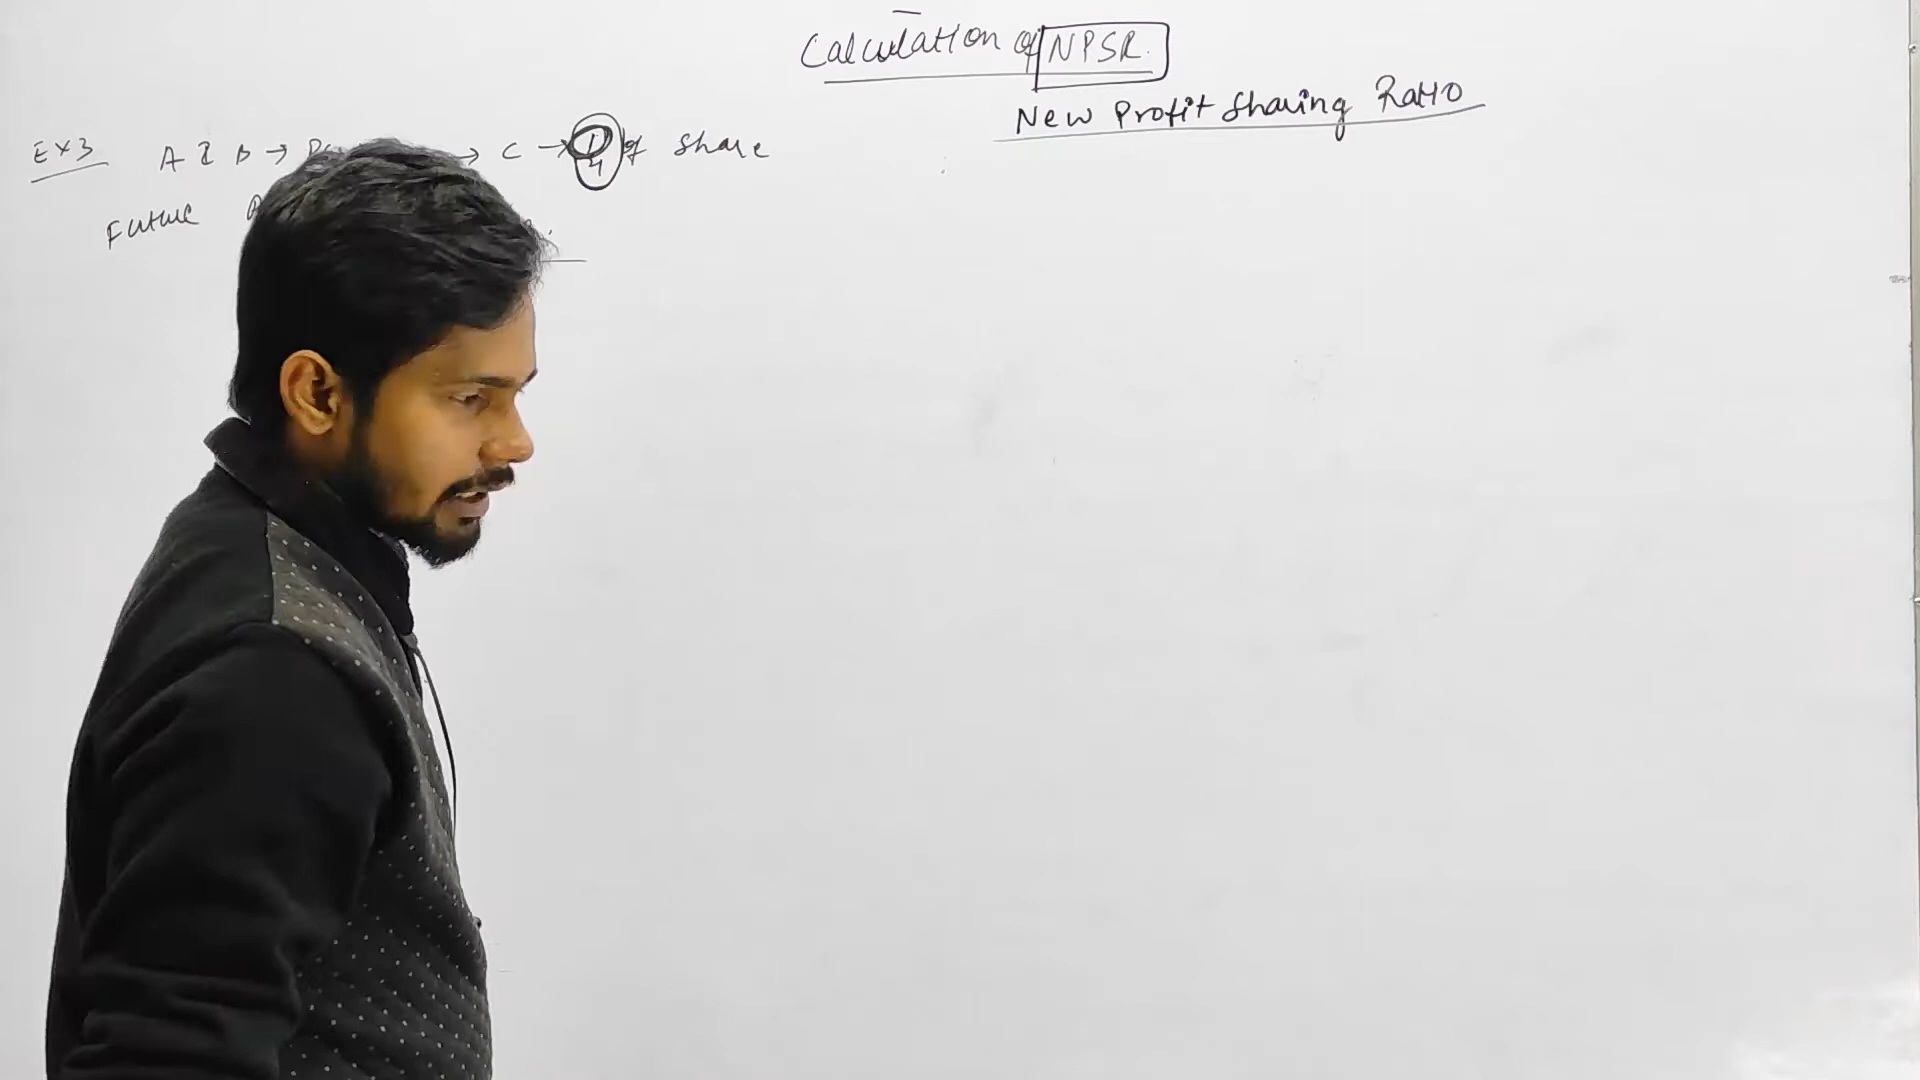 Calculation of NPSR.
New Profit Sharing Ratio
Ex3 A & B → → C → 1/4 of share
Future